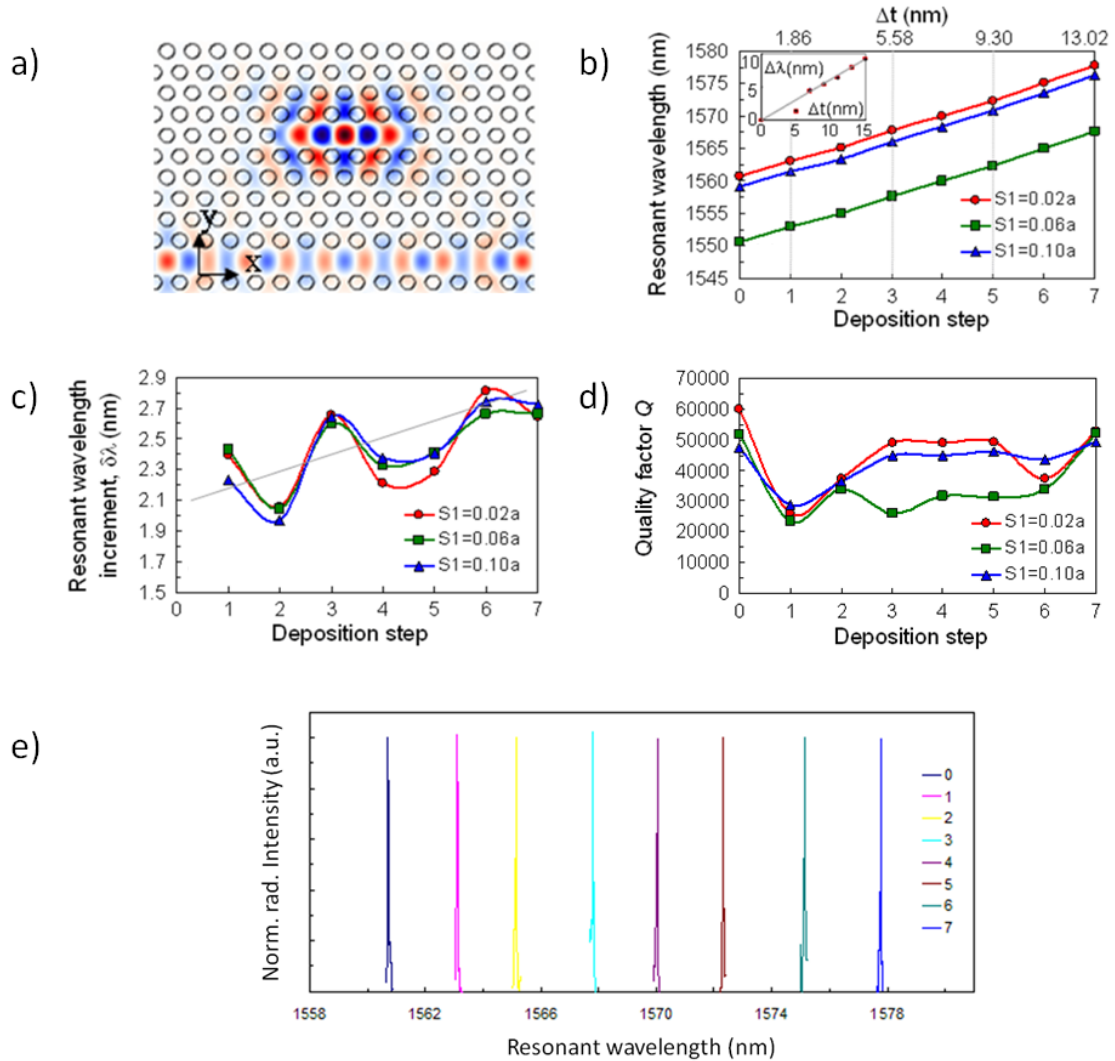 a)
y
x
b)
Δt (nm)
1.86 5.58 9.30 13.02
Resonant wavelength (nm)
1580
1575
1570
1565
1560
1555
1550
1545
Δλ(nm)
10
5
0
Δt(nm)
0 5 10 15
S1=0.02a
S1=0.06a
S1=0.10a
0 1 2 3 4 5 6 7
Deposition step
c)
Resonant wavelength
increment, δλ (nm)
2.9
2.7
2.5
2.3
2.1
1.9
1.7
1.5
S1=0.02a
S1=0.06a
S1=0.10a
0 1 2 3 4 5 6 7
Deposition step
d)
Quality factor Q
70000
60000
50000
40000
30000
20000
10000
0
S1=0.02a
S1=0.06a
S1=0.10a
0 1 2 3 4 5 6 7
Deposition step
e)
Norm. rad. Intensity (a.u.)
0
1
2
3
4
5
6
7
1558 1562 1566 1570 1574 1578
Resonant wavelength (nm)